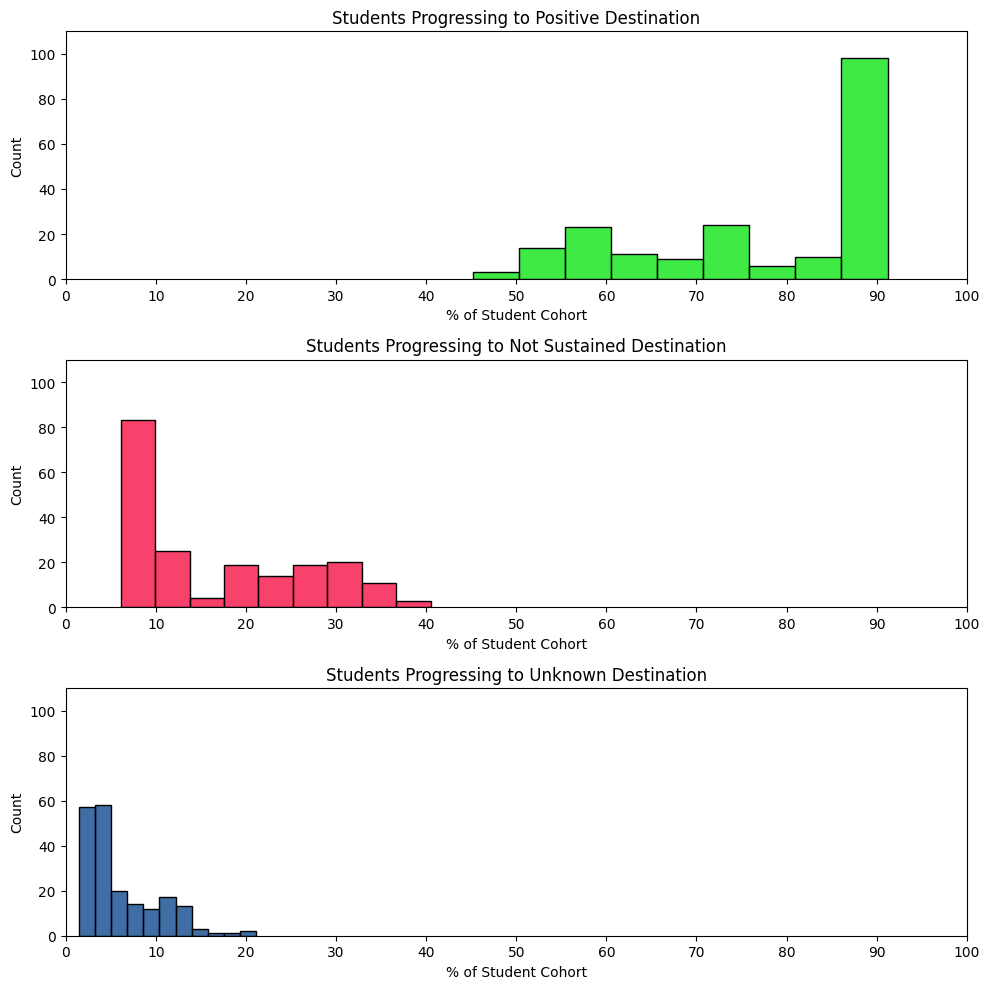 Students Progressing to Positive Destination
100
80
60
40
20
0
Count
0 10 20 30 40 50 60 70 80 90 100
% of Student Cohort
Students Progressing to Not Sustained Destination
100
80
60
40
20
0
Count
0 10 20 30 40 50 60 70 80 90 100
% of Student Cohort
Students Progressing to Unknown Destination
100
80
60
40
20
0
Count
0 10 20 30 40 50 60 70 80 90 100
% of Student Cohort